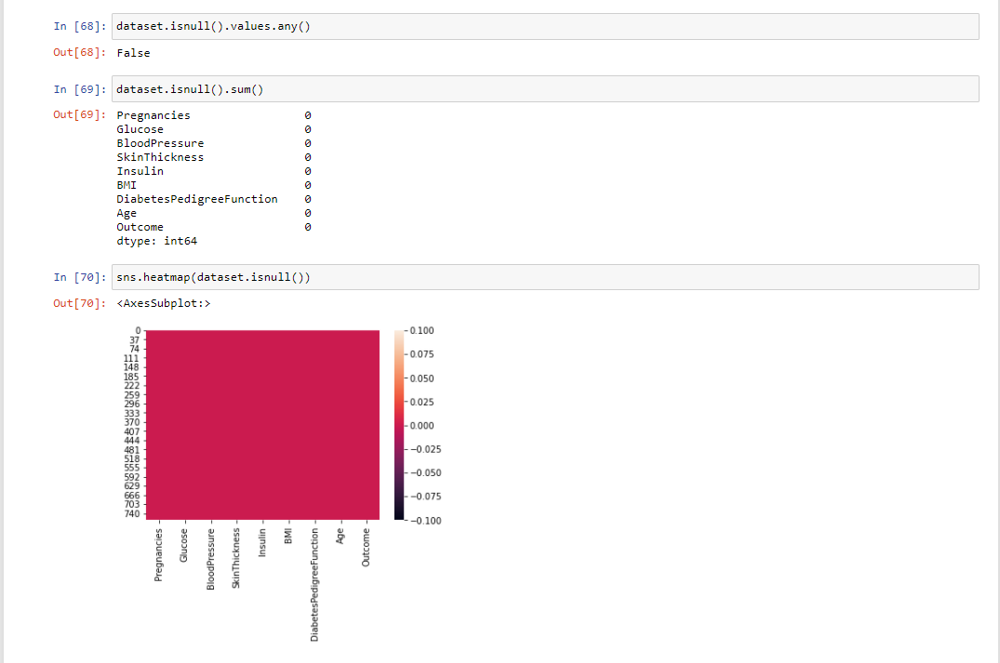 In [68]: dataset.isnull().values.any()
Out[68]: False
In [69]: dataset.isnull().sum()
Out[69]: Pregnancies 0
Glucose 0
BloodPressure 0
SkinThickness 0
Insulin 0
BMI 0
DiabetesPedigreeFunction 0
Age 0
Outcome 0
dtype: int64
In [70]: sns.heatmap(dataset.isnull())
Out[70]: <AxesSubplot:>
0
37
74
111
148
185
222
259
296
333
370
407
444
481
518
555
592
629
666
703
740
0.100
0.075
0.050
0.025
0.000
−0.025
−0.050
−0.075
−0.100
Pregnancies
Glucose
BloodPressure
SkinThickness
Insulin
BMI
DiabetesPedigreeFunction
Age
Outcome